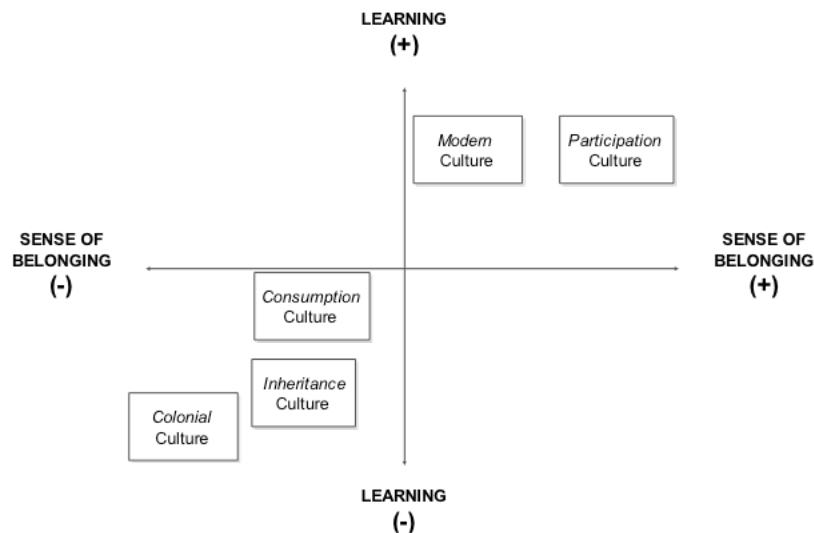 LEARNING
(+)
Modern
Culture
Participation
Culture
SENSE OF
BELONGING
(-)
SENSE OF
BELONGING
(+)
Consumption
Culture
Inheritance
Culture
Colonial
Culture
LEARNING
(-)